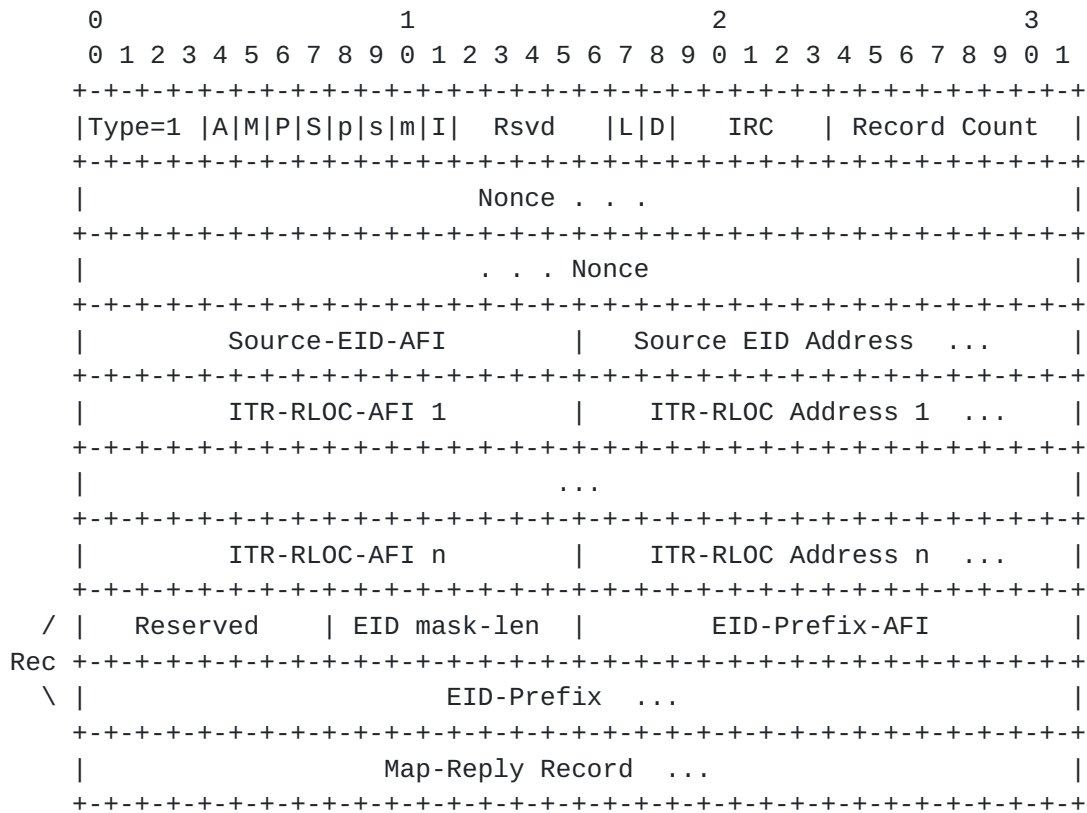 0                   1                   2                   3
 0 1 2 3 4 5 6 7 8 9 0 1 2 3 4 5 6 7 8 9 0 1 2 3 4 5 6 7 8 9 0 1
+-+-+-+-+-+-+-+-+-+-+-+-+-+-+-+-+-+-+-+-+-+-+-+-+-+-+-+-+-+-+-+-+
|Type=1 |A|M|P|S|p|s|m|I|  Rsvd   |L|D|   IRC   | Record Count  |
+-+-+-+-+-+-+-+-+-+-+-+-+-+-+-+-+-+-+-+-+-+-+-+-+-+-+-+-+-+-+-+-+
|                         Nonce . . .                           |
+-+-+-+-+-+-+-+-+-+-+-+-+-+-+-+-+-+-+-+-+-+-+-+-+-+-+-+-+-+-+-+-+
|                         . . . Nonce                           |
+-+-+-+-+-+-+-+-+-+-+-+-+-+-+-+-+-+-+-+-+-+-+-+-+-+-+-+-+-+-+-+-+
|         Source-EID-AFI        |   Source EID Address  ...     |
+-+-+-+-+-+-+-+-+-+-+-+-+-+-+-+-+-+-+-+-+-+-+-+-+-+-+-+-+-+-+-+-+
|         ITR-RLOC-AFI 1        |    ITR-RLOC Address 1  ...    |
+-+-+-+-+-+-+-+-+-+-+-+-+-+-+-+-+-+-+-+-+-+-+-+-+-+-+-+-+-+-+-+-+
|                              ...                              |
+-+-+-+-+-+-+-+-+-+-+-+-+-+-+-+-+-+-+-+-+-+-+-+-+-+-+-+-+-+-+-+-+
|         ITR-RLOC-AFI n        |    ITR-RLOC Address n  ...    |
+-+-+-+-+-+-+-+-+-+-+-+-+-+-+-+-+-+-+-+-+-+-+-+-+-+-+-+-+-+-+-+-+
/ |   Reserved    | EID mask-len  |        EID-Prefix-AFI         |
Rec +-+-+-+-+-+-+-+-+-+-+-+-+-+-+-+-+-+-+-+-+-+-+-+-+-+-+-+-+-+-+-+-+
\ |                       EID-Prefix  ...                         |
+-+-+-+-+-+-+-+-+-+-+-+-+-+-+-+-+-+-+-+-+-+-+-+-+-+-+-+-+-+-+-+-+
|                   Map-Reply Record  ...                       |
+-+-+-+-+-+-+-+-+-+-+-+-+-+-+-+-+-+-+-+-+-+-+-+-+-+-+-+-+-+-+-+-+